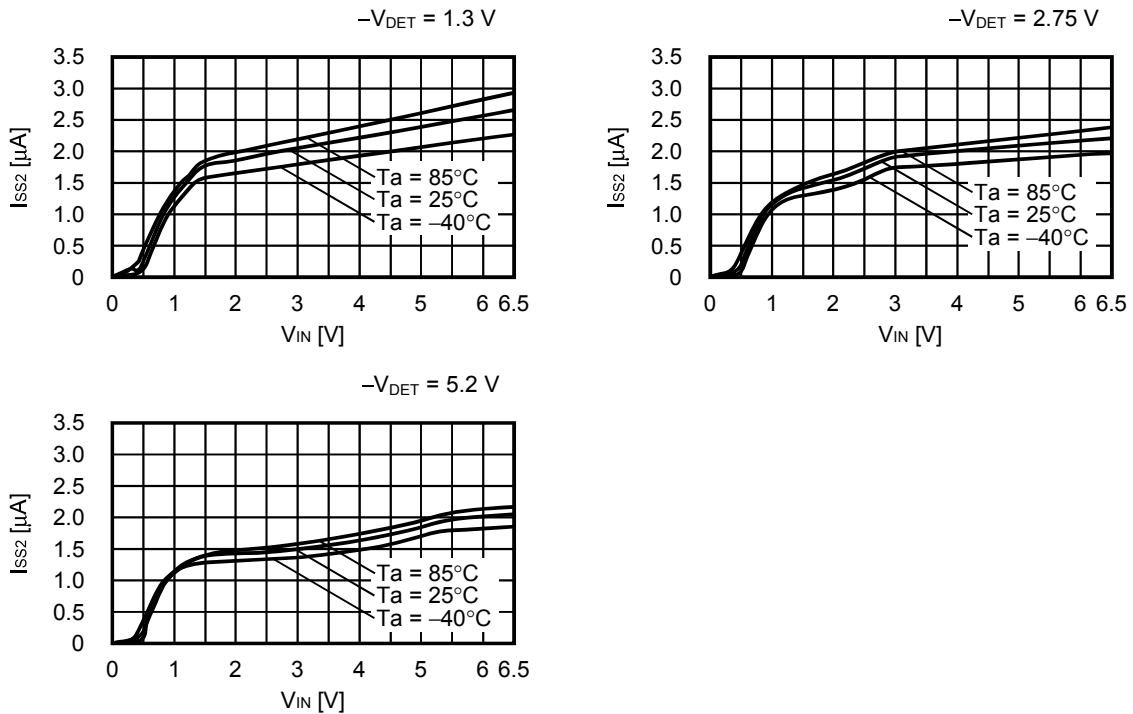 –VDET = 1.3 V
3.5
3.0
2.5
2.0
1.5
1.0
0.5
0
ISS2 [μA]
Ta = 85°C
Ta = 25°C
Ta = –40°C
0 1 2 3 4 5 6 6.5
VIN [V]
–VDET = 2.75 V
3.5
3.0
2.5
2.0
1.5
1.0
0.5
0
ISS2 [μA]
Ta = 85°C
Ta = 25°C
Ta = –40°C
0 1 2 3 4 5 6 6.5
VIN [V]
–VDET = 5.2 V
3.5
3.0
2.5
2.0
1.5
1.0
0.5
0
ISS2 [μA]
Ta = 85°C
Ta = 25°C
Ta = –40°C
0 1 2 3 4 5 6 6.5
VIN [V]